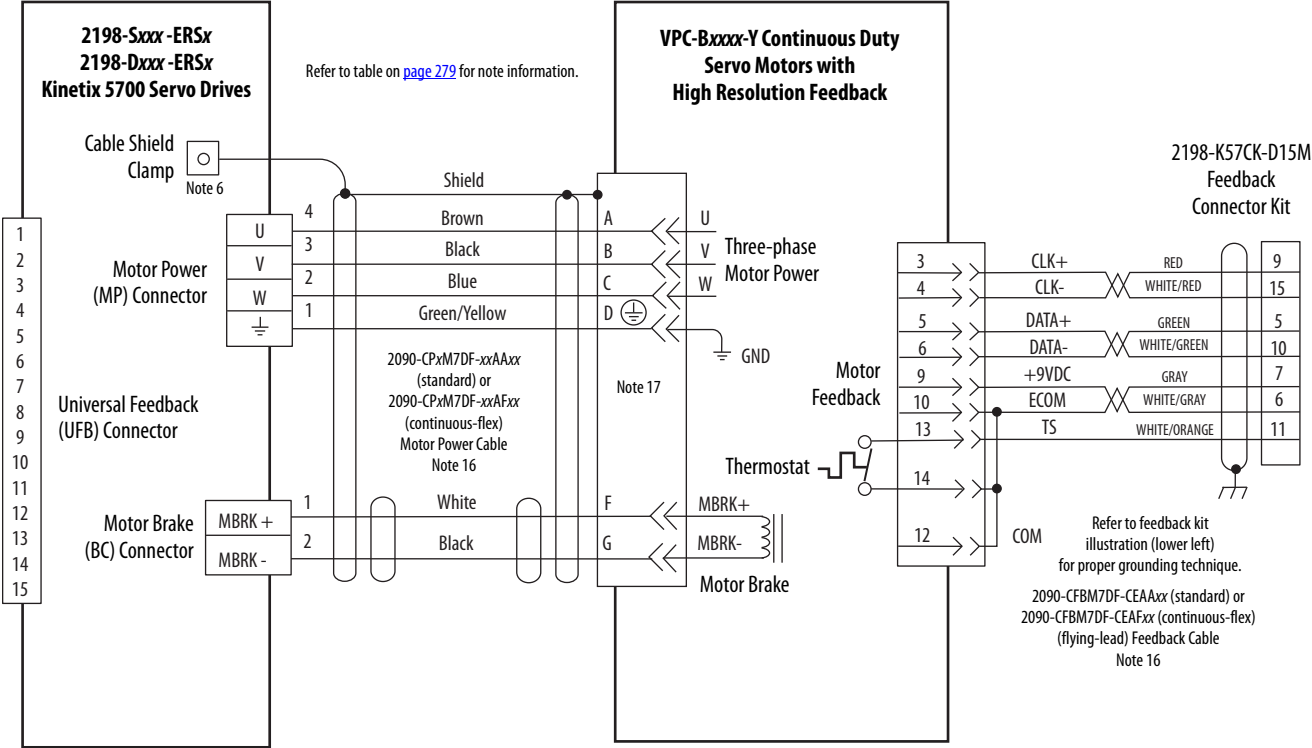 2198-Sxxx -ERSx
2198-Dxxx -ERSx
Kinetix 5700 Servo Drives
Refer to table on page 279 for note information.
VPC-Bxxxx-Y Continuous Duty
Servo Motors with
High Resolution Feedback
2198-K57CK-D15M
Feedback
Connector Kit
Cable Shield
Clamp
Note 6
Shield
1
2
3
4
5
6
7
8
9
10
11
12
13
14
15
Universal Feedback
(UFB) Connector
Motor Power
(MP) Connector
U
V
W
4
3
2
1
Brown
Black
Blue
Green/Yellow
A
B
C
D
U
V
W
Three-phase
Motor Power
GND
2090-CPxM7DF-xxAAxx
(standard) or
2090-CPxM7DF-xxAFxx
(continuous-flex)
Motor Power Cable
Note 16
Note 17
Motor Brake
(BC) Connector
MBRK +
MBRK -
1
2
White
Black
F
G
MBRK+
MBRK-
Motor Brake
Motor
Feedback
Thermostat
3
4
5
6
9
10
13
14
12
CLK+
CLK-
DATA+
DATA-
+9VDC
ECOM
TS
COM
RED
WHITE/RED
GREEN
WHITE/GREEN
GRAY
WHITE/GRAY
WHITE/ORANGE
9
15
5
10
7
6
11
Refer to feedback kit
illustration (lower left)
for proper grounding technique.
2090-CFBM7DF-CEAAxx (standard) or
2090-CFBM7DF-CEAFxx (continuous-flex)
(flying-lead) Feedback Cable
Note 16